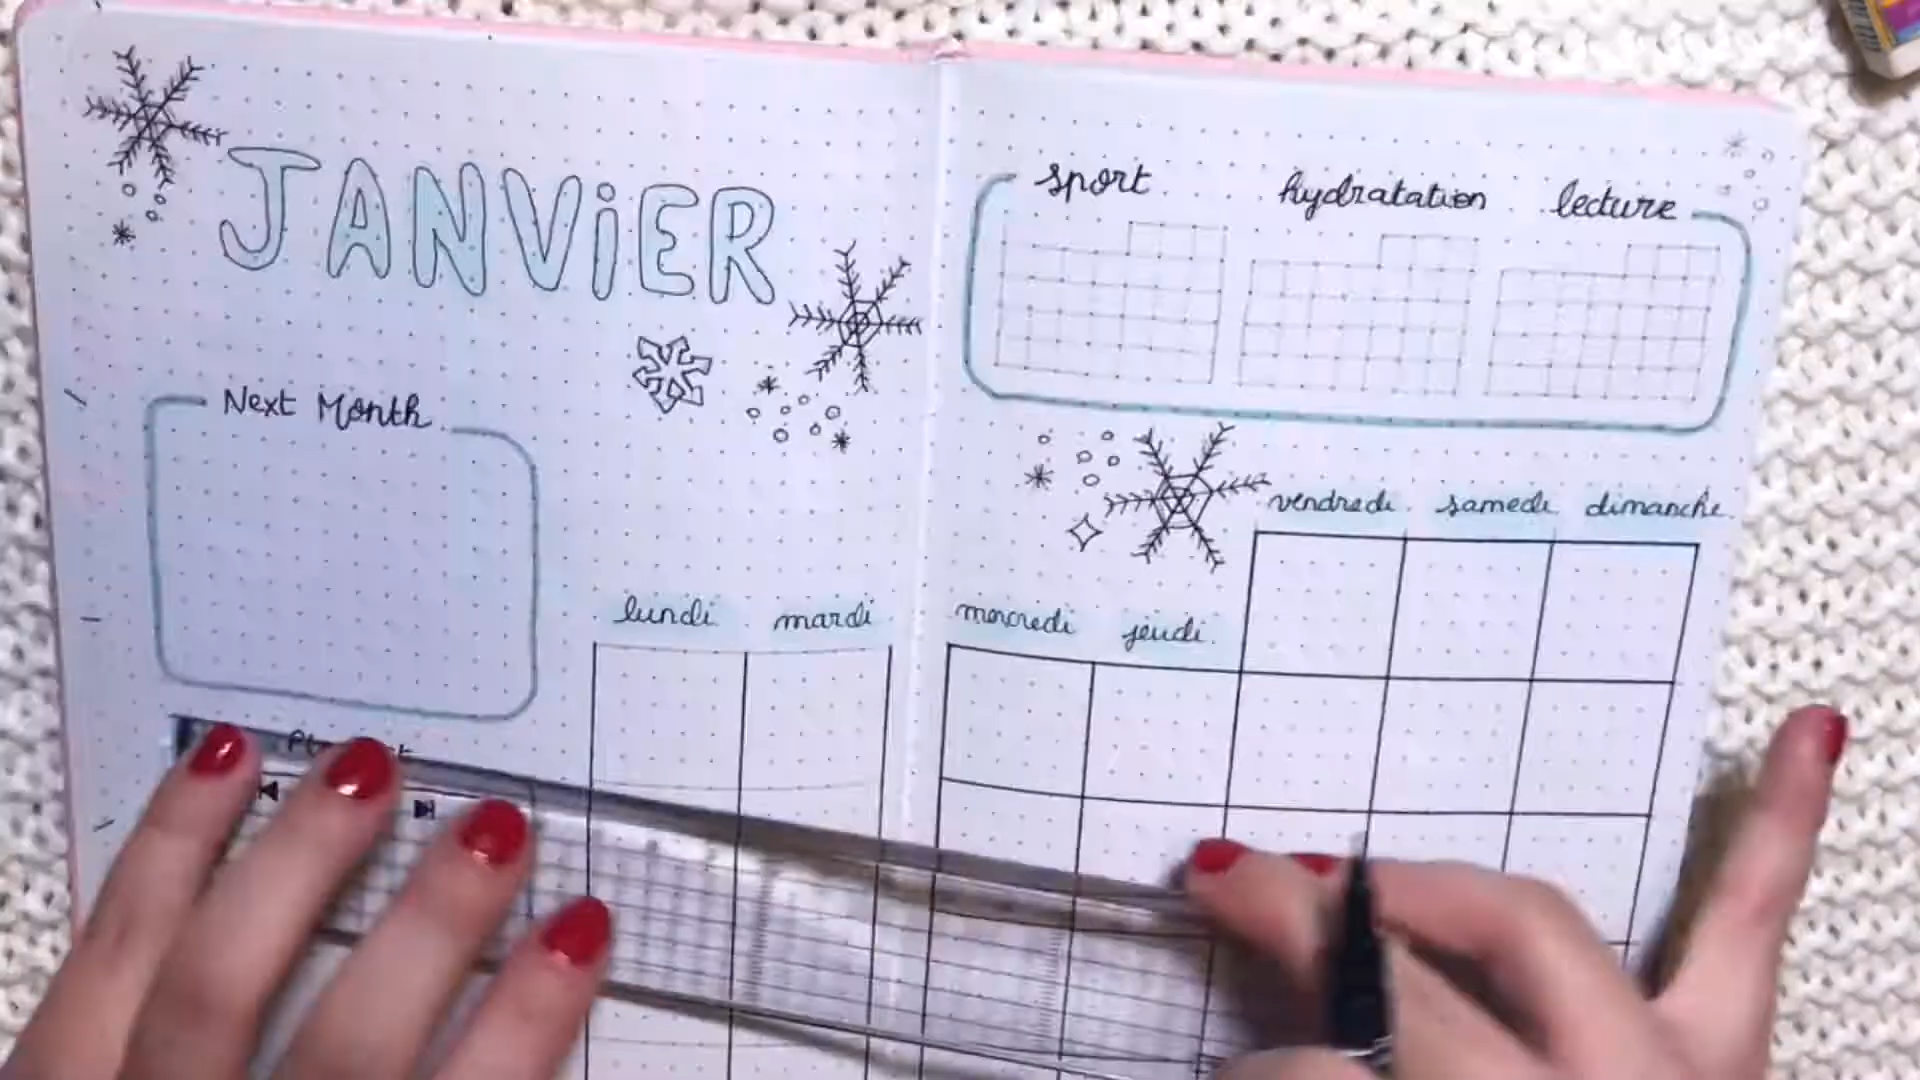 JANVIER
Next Month
lundi mardi
sport hydratation lecture
vendredi samedi dimanche
mercredi jeudi